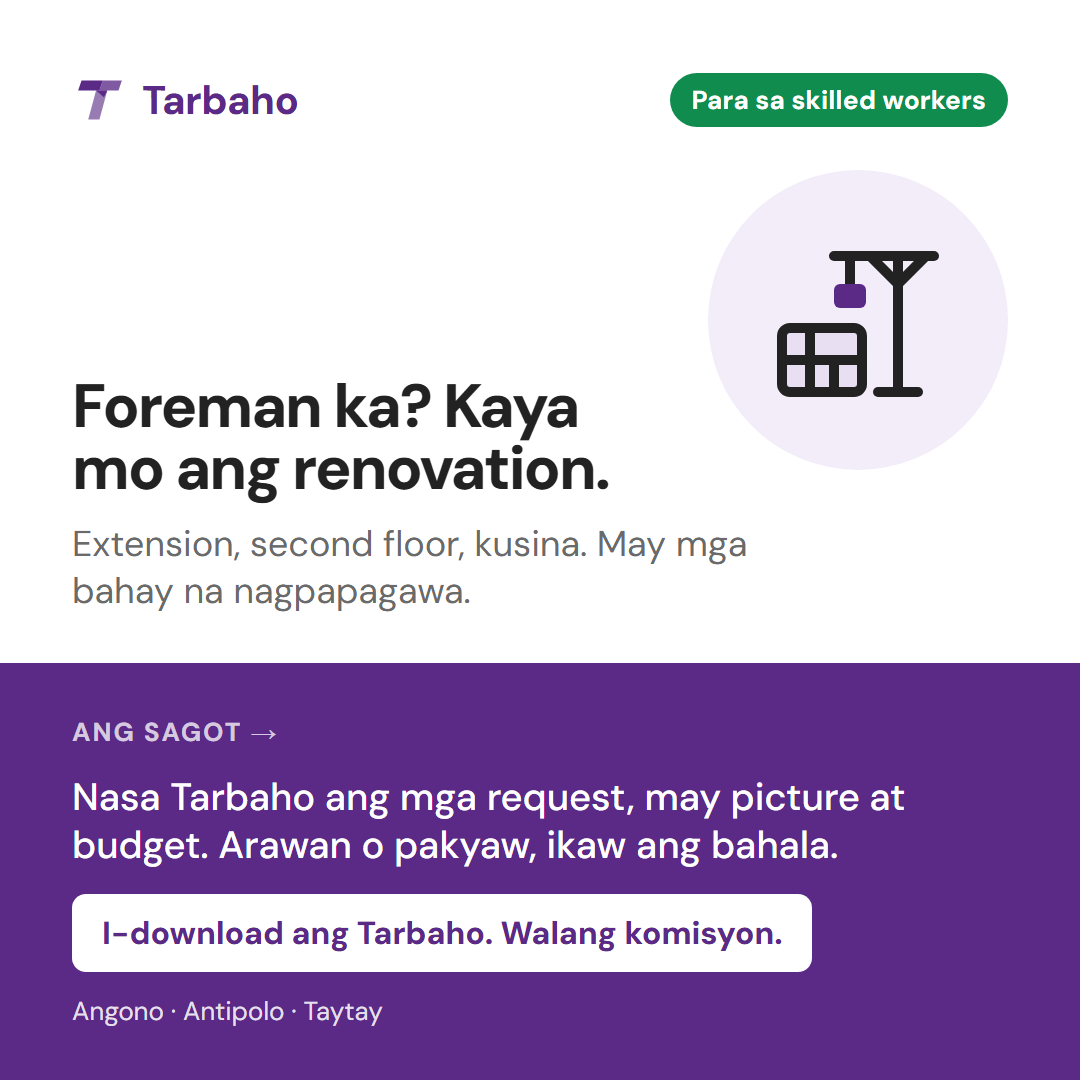 Tarbaho
Para sa skilled workers
Foreman ka? Kaya
mo ang renovation.
Extension, second floor, kusina. May mga
bahay na nagpapagawa.
ANG SAGOT →
Nasa Tarbaho ang mga request, may picture at
budget. Arawan o pakyaw, ikaw ang bahala.
I-download ang Tarbaho. Walang komisyon.
Angono · Antipolo · Taytay